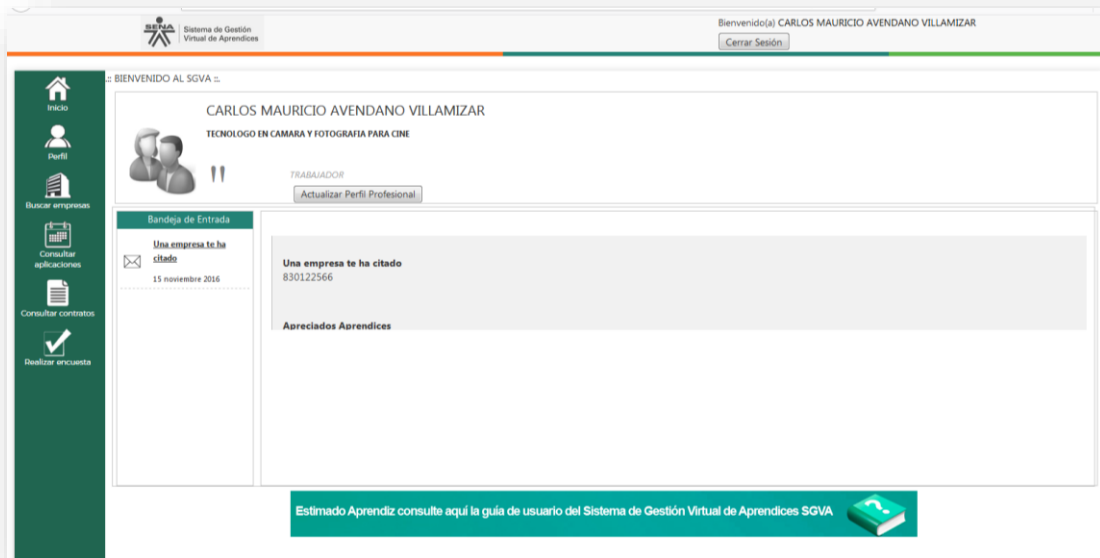 SENA
Sistema de Gestión
Virtual de Aprendices
Bienvenido(a) CARLOS MAURICIO AVENDANO VILLAMIZAR
Cerrar Sesión
Inicio
Perfil
Buscar empresas
Consultar
aplicaciones
Consultar contratos
Realizar encuesta
.:: BIENVENIDO AL SGVA ::.
CARLOS MAURICIO AVENDANO VILLAMIZAR
TECNOLOGO EN CAMARA Y FOTOGRAFIA PARA CINE
"
TRABAJADOR
Actualizar Perfil Profesional
Bandeja de Entrada
Una empresa te ha
citado
15 noviembre 2016
Una empresa te ha citado
830122566
Apreciados Aprendices
Estimado Aprendiz consulte aquí la guía de usuario del Sistema de Gestión Virtual de Aprendices SGVA
?